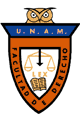 U.N.A.M.
LEX
FACULTAD DE DERECHO